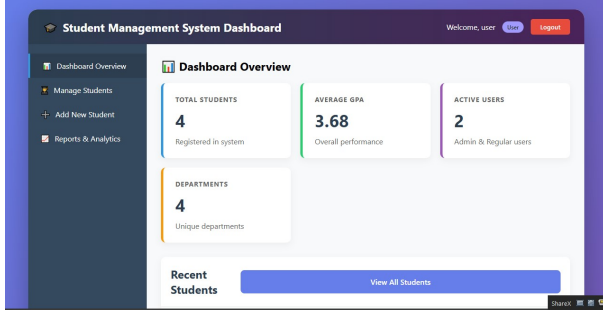 Student Management System Dashboard
Welcome, user User Logout
Dashboard Overview
Manage Students
Add New Student
Reports & Analytics
Dashboard Overview
TOTAL STUDENTS
4
Registered in system
AVERAGE GPA
3.68
Overall performance
ACTIVE USERS
2
Admin & Regular users
DEPARTMENTS
4
Unique departments
Recent
Students
View All Students
ShareX